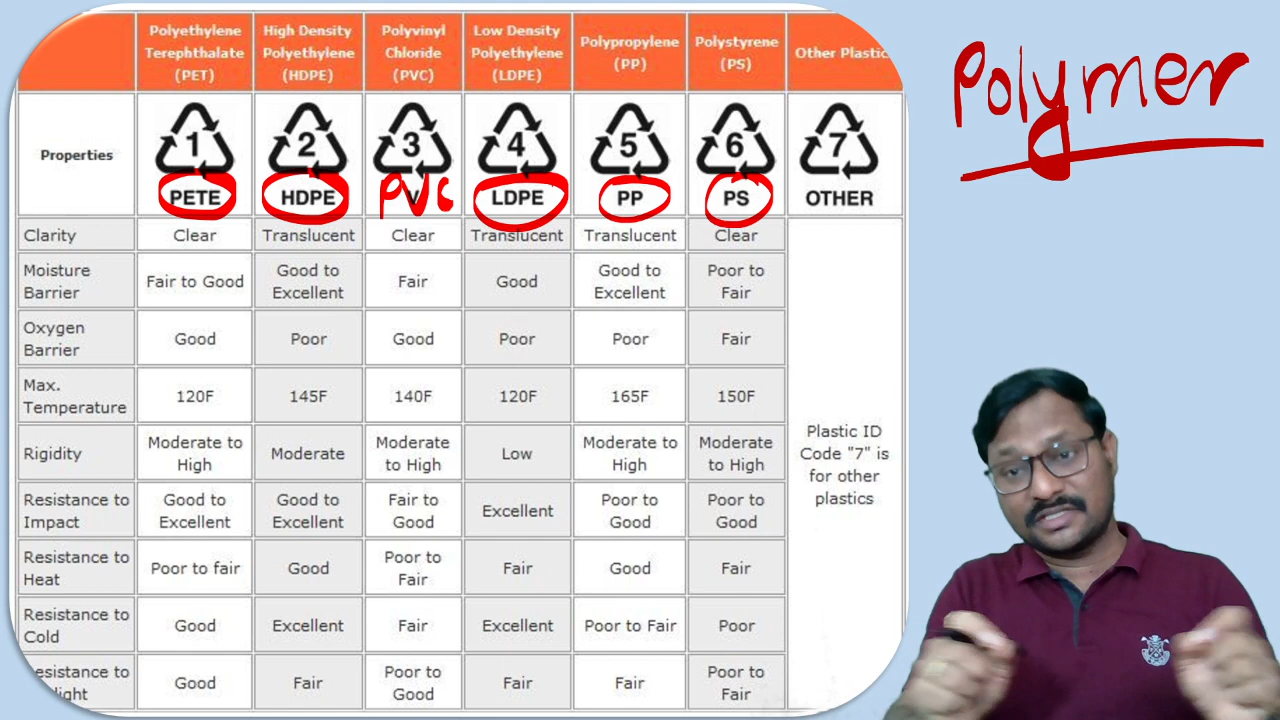 Polyethylene
Terephthalate
(PET)
High Density
Polyethylene
(HDPE)
Polyvinyl
Chloride
(PVC)
Low Density
Polyethylene
(LDPE)
Polypropylene
(PP)
Polystyrene
(PS)
Other Plastic
Polymer
Properties
1
PETE
2
HDPE
3
PVC
4
LDPE
5
PP
6
PS
7
OTHER
Clarity
Clear
Translucent
Clear
Translucent
Translucent
Clear
Moisture
Barrier
Fair to Good
Good to
Excellent
Fair
Good
Good to
Excellent
Poor to
Fair
Oxygen
Barrier
Good
Poor
Good
Poor
Poor
Fair
Max.
Temperature
120F
145F
140F
120F
165F
150F
Plastic ID
Code "7" is
for other
plastics
Rigidity
Moderate to
High
Moderate
Moderate
to High
Low
Moderate to
High
Moderate
to High
Resistance to
Impact
Good to
Excellent
Good to
Excellent
Fair to
Good
Excellent
Poor to
Good
Poor to
Good
Resistance to
Heat
Poor to fair
Good
Poor to
Fair
Fair
Good
Fair
Resistance to
Cold
Good
Excellent
Fair
Excellent
Poor to Fair
Poor
esistance to
light
Good
Fair
Poor to
Good
Fair
Fair
Poor to
Fair